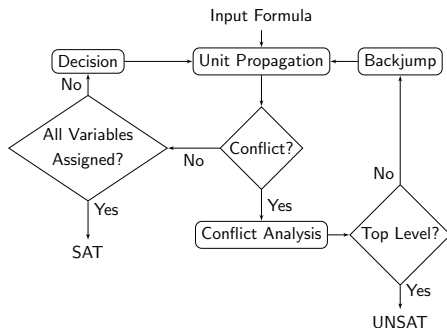 Input Formula
Decision
Unit Propagation
Backjump
No
All Variables
Assigned?
No
Conflict?
No
Yes
Yes
Conflict Analysis
Top Level?
SAT
Yes
UNSAT